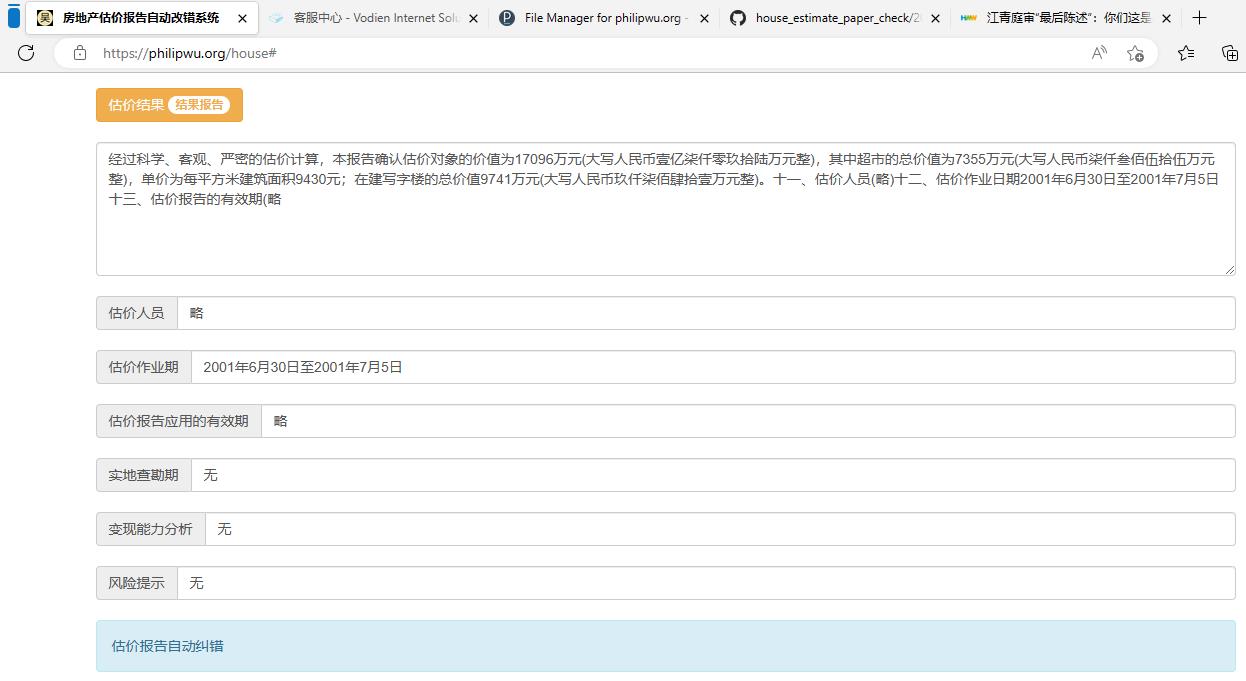 房地产估价报告自动改错系统
客服中心 - Vodien Internet Solu
File Manager for philipwu.org -
house_estimate_paper_check/2
江青庭审"最后陈述"：你们这是
https://philipwu.org/house#
估价结果 结果报告
经过科学、客观、严密的估价计算，本报告确认估价对象的价值为17096万元(大写人民币壹亿柒仟零玖拾陆万元整)，其中超市的总价值为7355万元(大写人民币柒仟叁佰伍拾伍万元
整)，单价为每平方米建筑面积9430元；在建写字楼的总价值9741万元(大写人民币玖仟柒佰肆拾壹万元整)。十一、估价人员(略)十二、估价作业日期2001年6月30日至2001年7月5日
十三、估价报告的有效期(略
估价人员 略
估价作业期 2001年6月30日至2001年7月5日
估价报告应用的有效期 略
实地查勘期 无
变现能力分析 无
风险提示 无
估价报告自动纠错